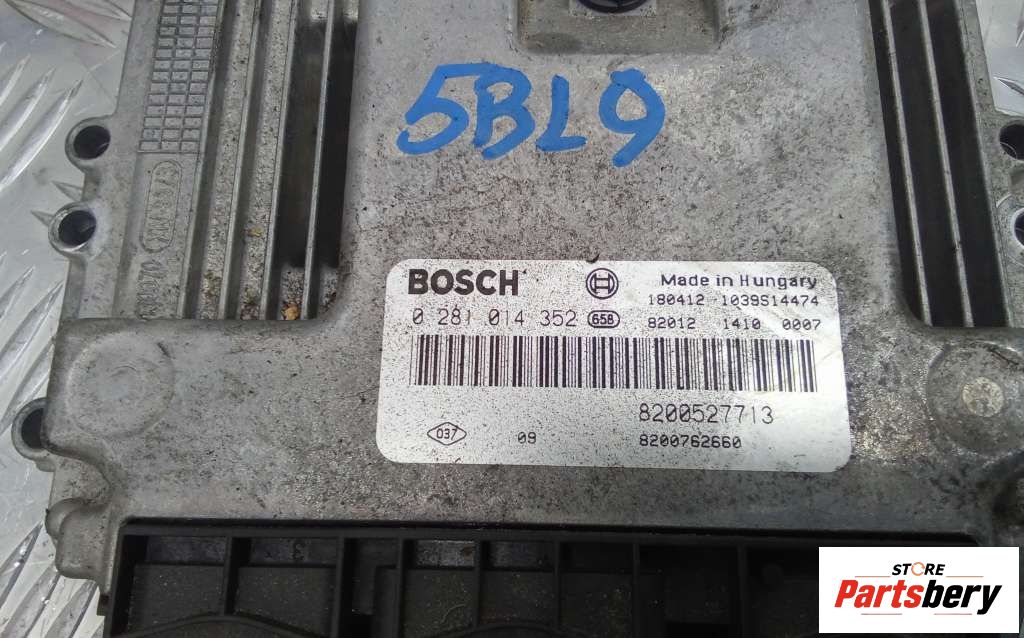 5BL9
BOSCH Made in Hungary
180412 1039S14474
0 281 014 352 658 82012 1410 0007
8200527713
037 09 8200762660
STORE
Partsbery